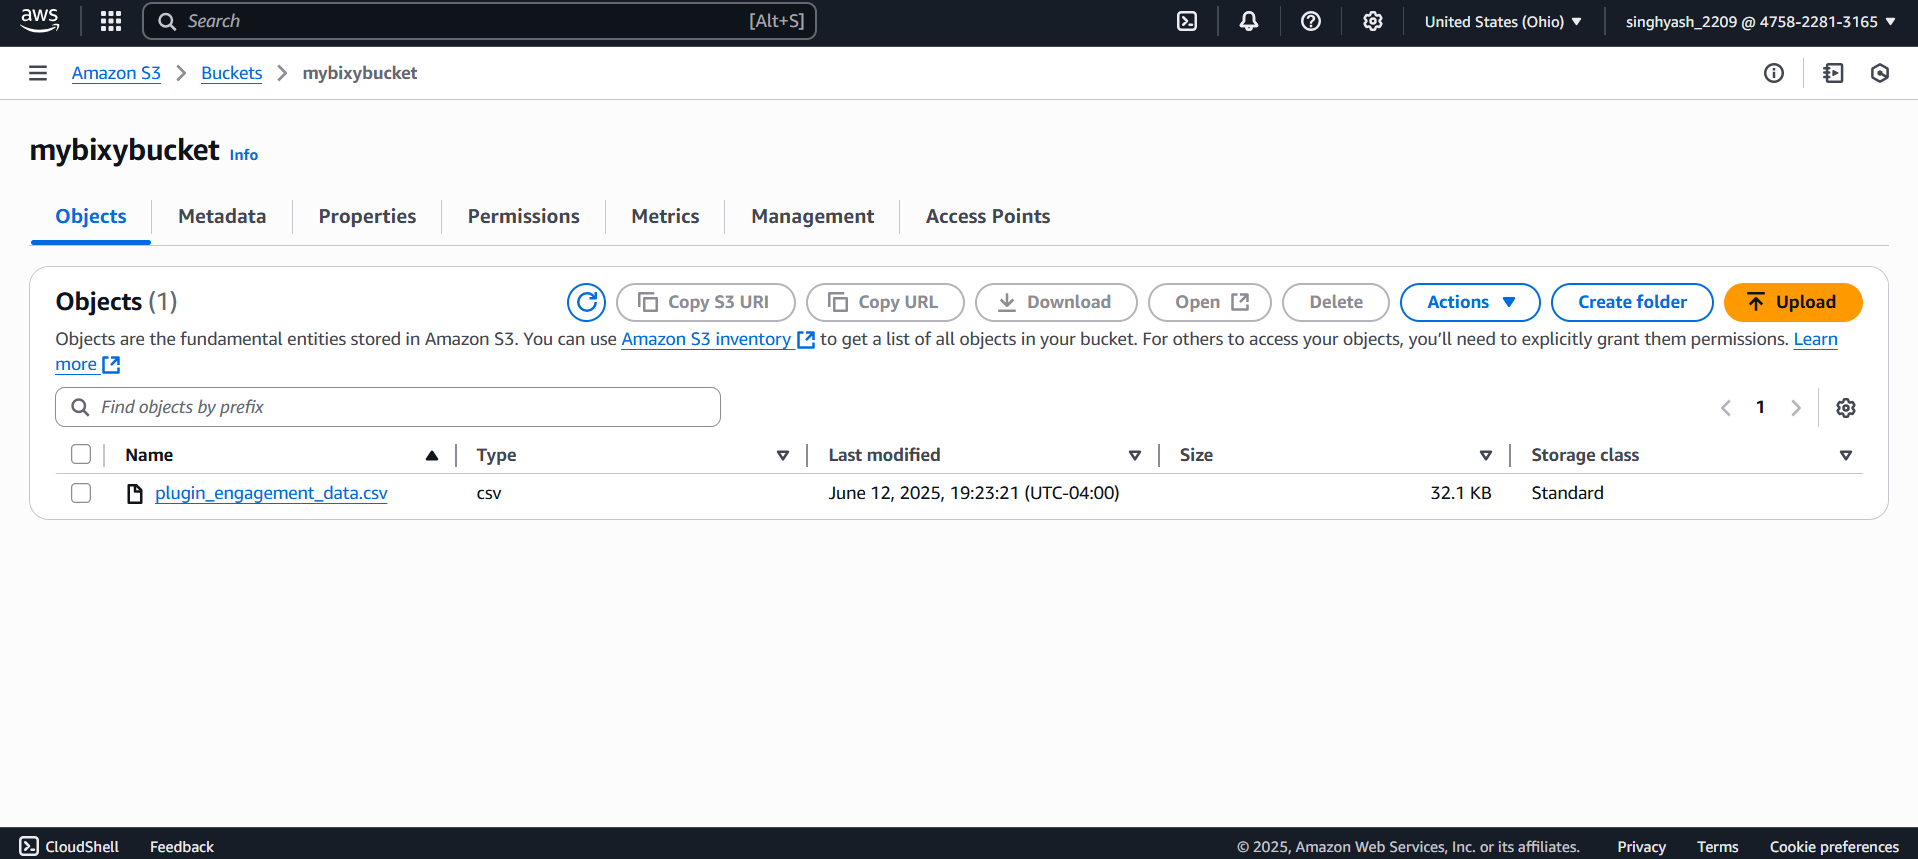 aws Search [Alt+S] United States (Ohio) singhyash_2209 @ 4758-2281-3165
Amazon S3 Buckets mybixybucket
mybixybucket Info
Objects Metadata Properties Permissions Metrics Management Access Points
Objects (1) Copy S3 URI Copy URL Download Open Delete Actions Create folder Upload
Objects are the fundamental entities stored in Amazon S3. You can use Amazon S3 inventory to get a list of all objects in your bucket. For others to access your objects, you’ll need to explicitly grant them permissions. Learn
more
Find objects by prefix 1
Name Type Last modified Size Storage class
plugin_engagement_data.csv csv June 12, 2025, 19:23:21 (UTC-04:00) 32.1 KB Standard
CloudShell Feedback © 2025, Amazon Web Services, Inc. or its affiliates. Privacy Terms Cookie preferences